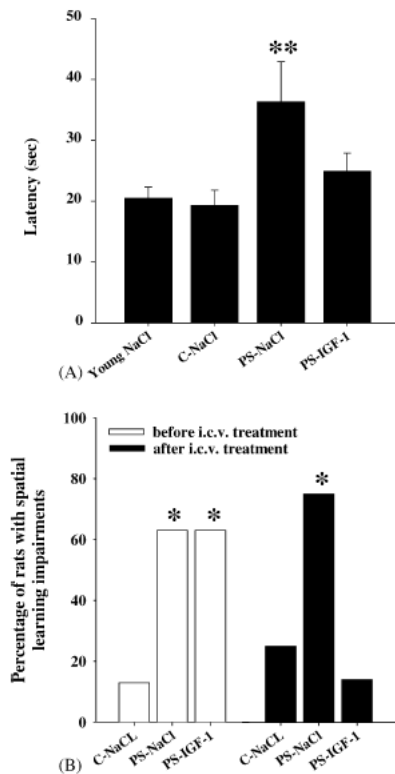 50
40
30
20
10
0
Latency (sec)
**
Young NaCl
C-NaCl
PS-NaCl
PS-IGF-1
(A)
100
80
60
40
20
0
Percentage of rats with spatial
learning impairments
before i.c.v. treatment
after i.c.v. treatment
* * *
C-NaCL
PS-NaCl
PS-IGF-1
C-NaCL
PS-NaCl
PS-IGF-1
(B)